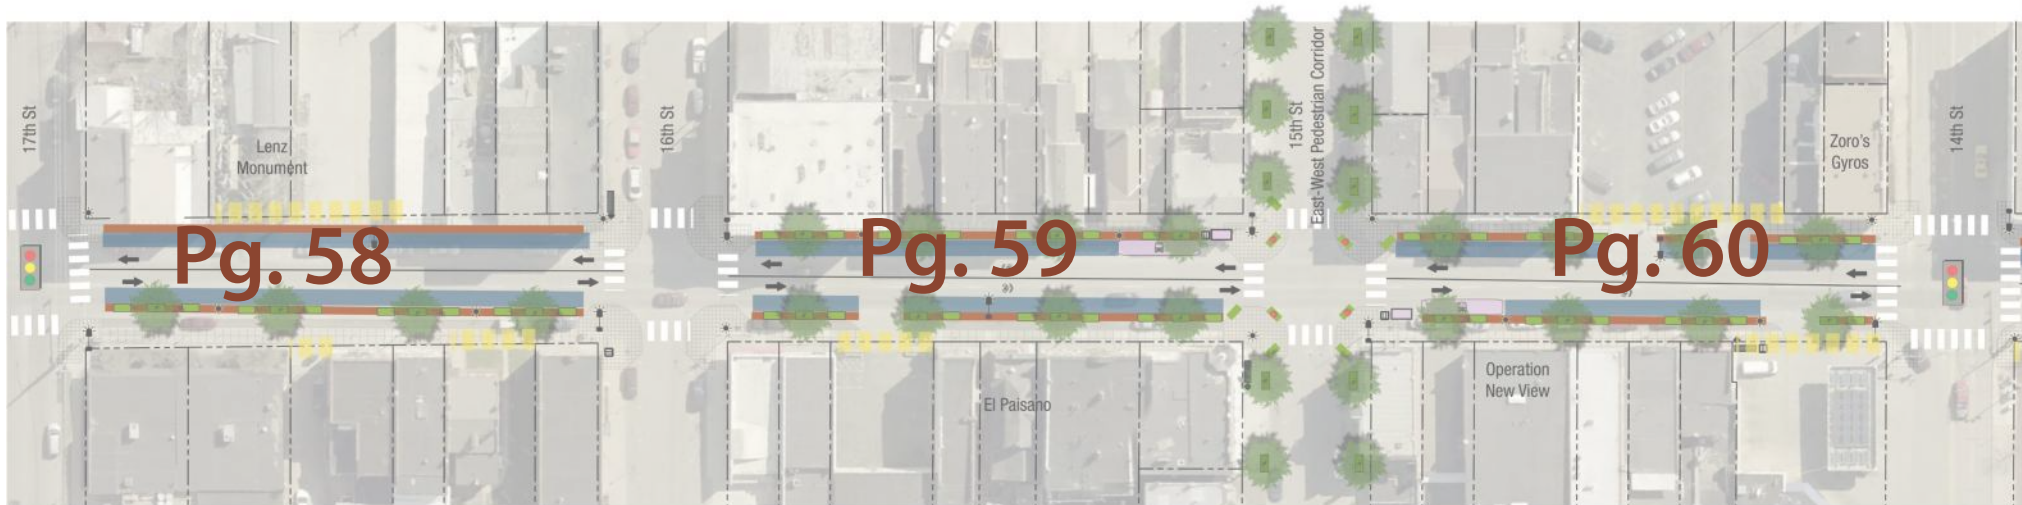 17th St
Lenz
Monument
Pg. 58
16th St
Pg. 59
El Paisano
15th St
East-West Pedestrian Corridor
Pg. 60
Operation
New View
Zoro's
Gyros
14th St